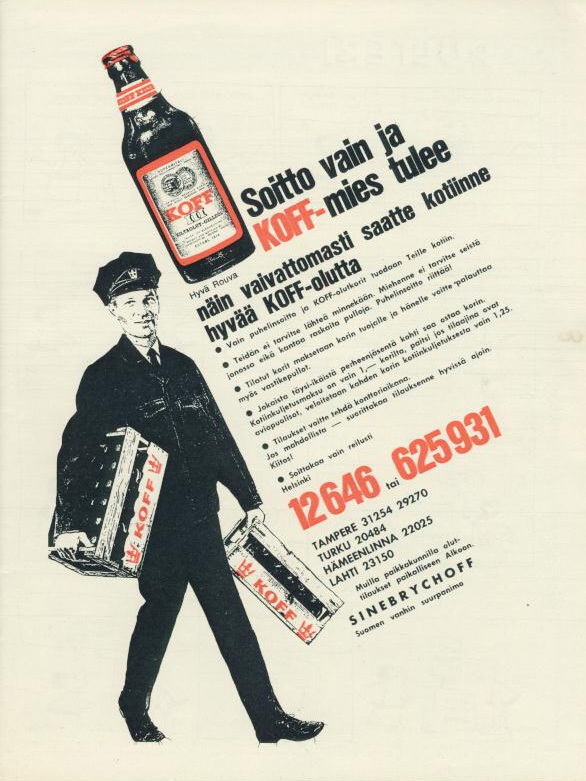 KOFF
KOFF
Soitto vain ja
KOFF-mies tulee
Hyvä Rouva
näin vaivattomasti saatte kotiinne
hyvää KOFF-olutta
• Vain puhelinsoitto ja KOFF-olutkorit tuodaan Teille kotiin.
• Teidän ei tarvitse lähteä minnekään. Miehenne ei tarvitse seistä
jonossa eikä kantaa raskaita pulloja. Puhelinsoitto riittää!
• Tilatut korit maksetaan korin tuojalle ja hänelle voitte palauttaa
myös vastikepullot.
• Jokaista täysi-ikäistä perheenjäsentä kohti saa ostaa korin.
Kotiinkuljetusmaksu on vain 1,— korilta, paitsi jos tilaajina ovat
aviopuolisot, veloitetaan kahden korin kotiinkuljetuksesta vain 1,25.
• Tilaukset voitte tehdä konttoriaikana.
Jos mahdollista — suorittakaa tilauksenne hyvissä ajoin.
Kiitos!
• Soittakaa vain reilusti
Helsinki
12646 tai 625931
TAMPERE 31254 29270
TURKU 20484
HÄMEENLINNA 22025
LAHTI 23150
Muilla paikkakunnilla olut-
tilaukset paikalliseen Alkoon.
SINEBRYCHOFF
Suomen vanhin suurpanimo
KOFF
KOFF